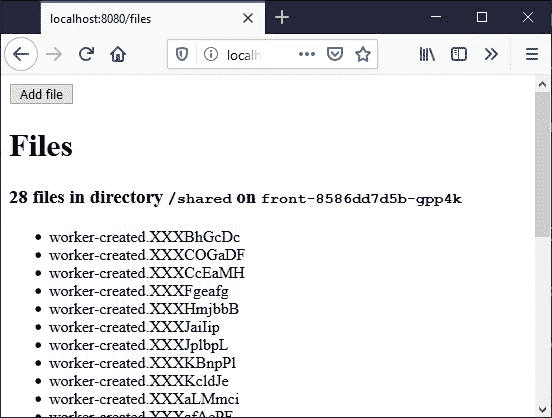 localhost:8080/files
localh
Add file
Files
28 files in directory /shared on front-8586dd7d5b-gpp4k
worker-created.XXXBhGcDc
worker-created.XXXCOGaDF
worker-created.XXXCcEaMH
worker-created.XXXFgeafg
worker-created.XXXHmjbbB
worker-created.XXXJaiIip
worker-created.XXXJplbpL
worker-created.XXXKBnpPl
worker-created.XXXKcldJe
worker-created.XXXaLMmci